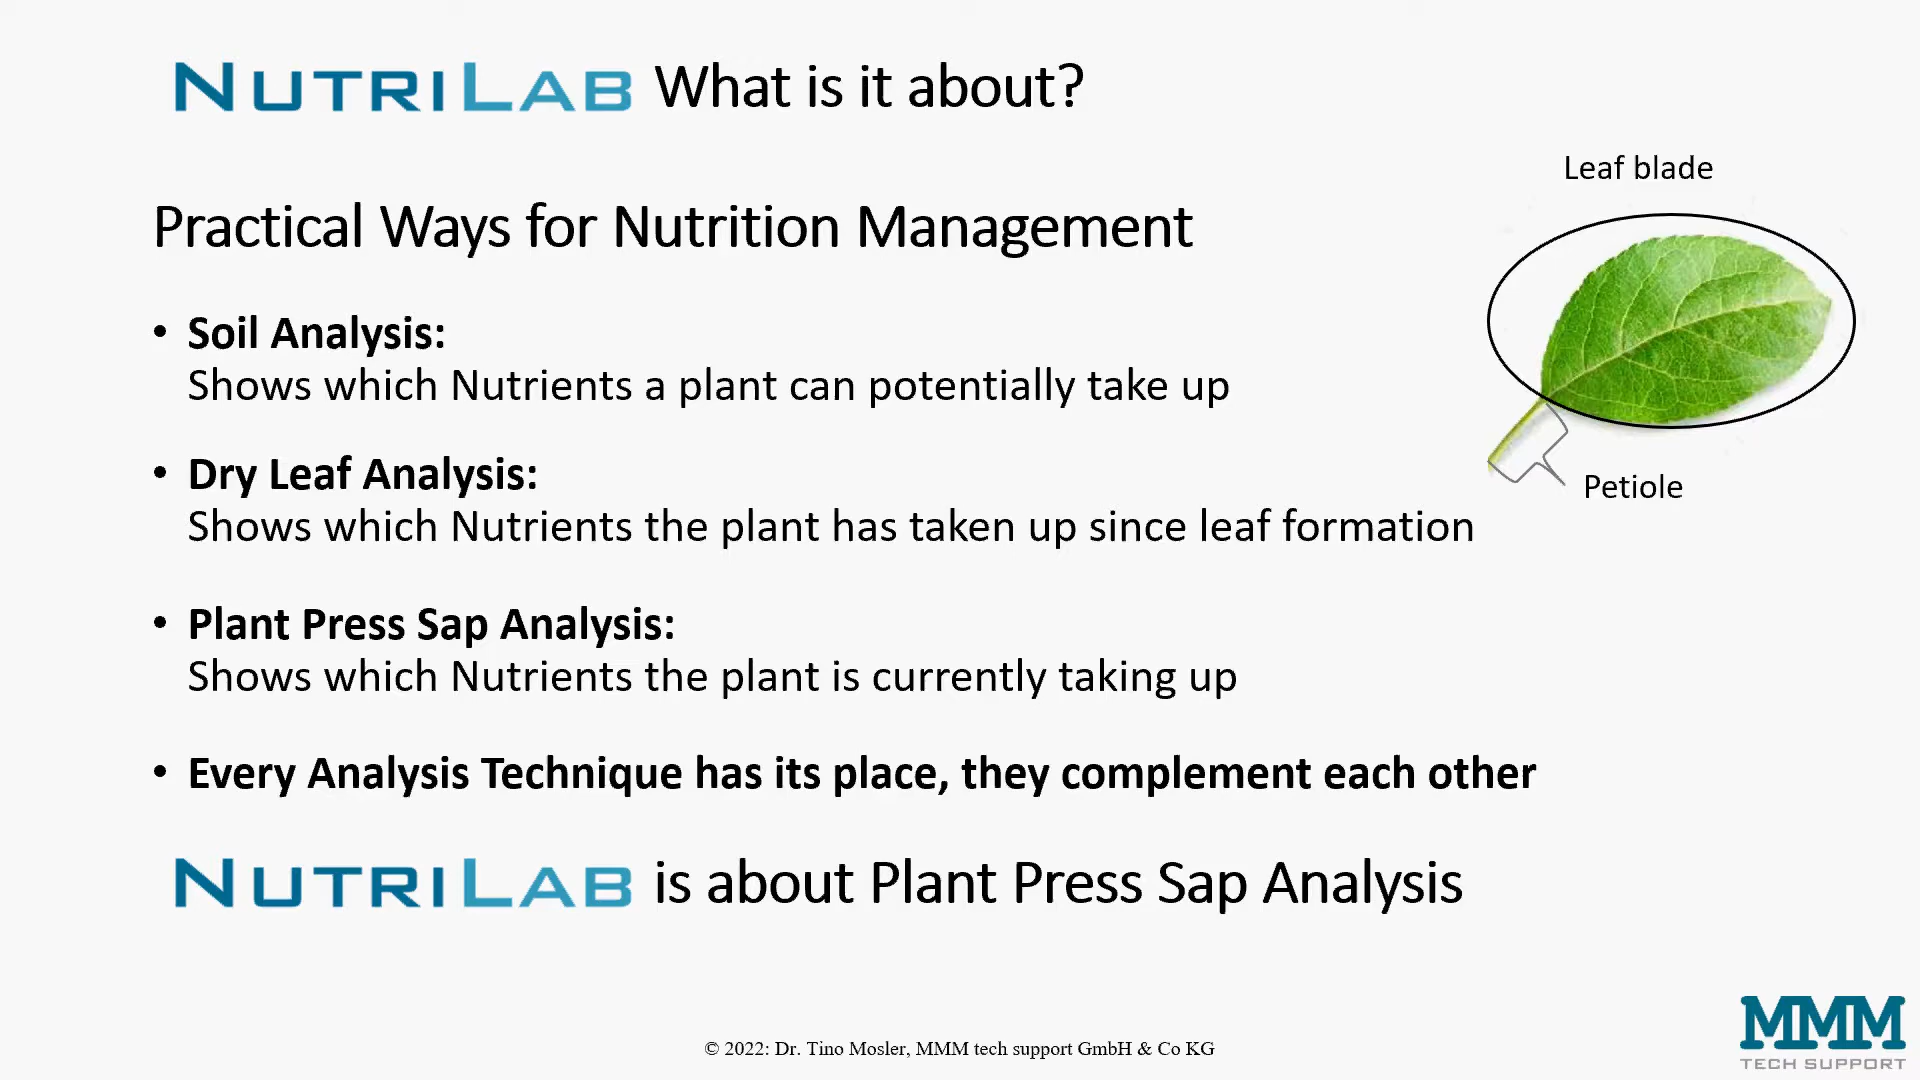 NUTRILAB What is it about?
Leaf blade
Practical Ways for Nutrition Management
• Soil Analysis:
Shows which Nutrients a plant can potentially take up
• Dry Leaf Analysis:
Petiole
Shows which Nutrients the plant has taken up since leaf formation
• Plant Press Sap Analysis:
Shows which Nutrients the plant is currently taking up
• Every Analysis Technique has its place, they complement each other
NUTRILAB is about Plant Press Sap Analysis
© 2022: Dr. Tino Mosler, MMM tech support GmbH & Co KG
MMM
TECH SUPPORT